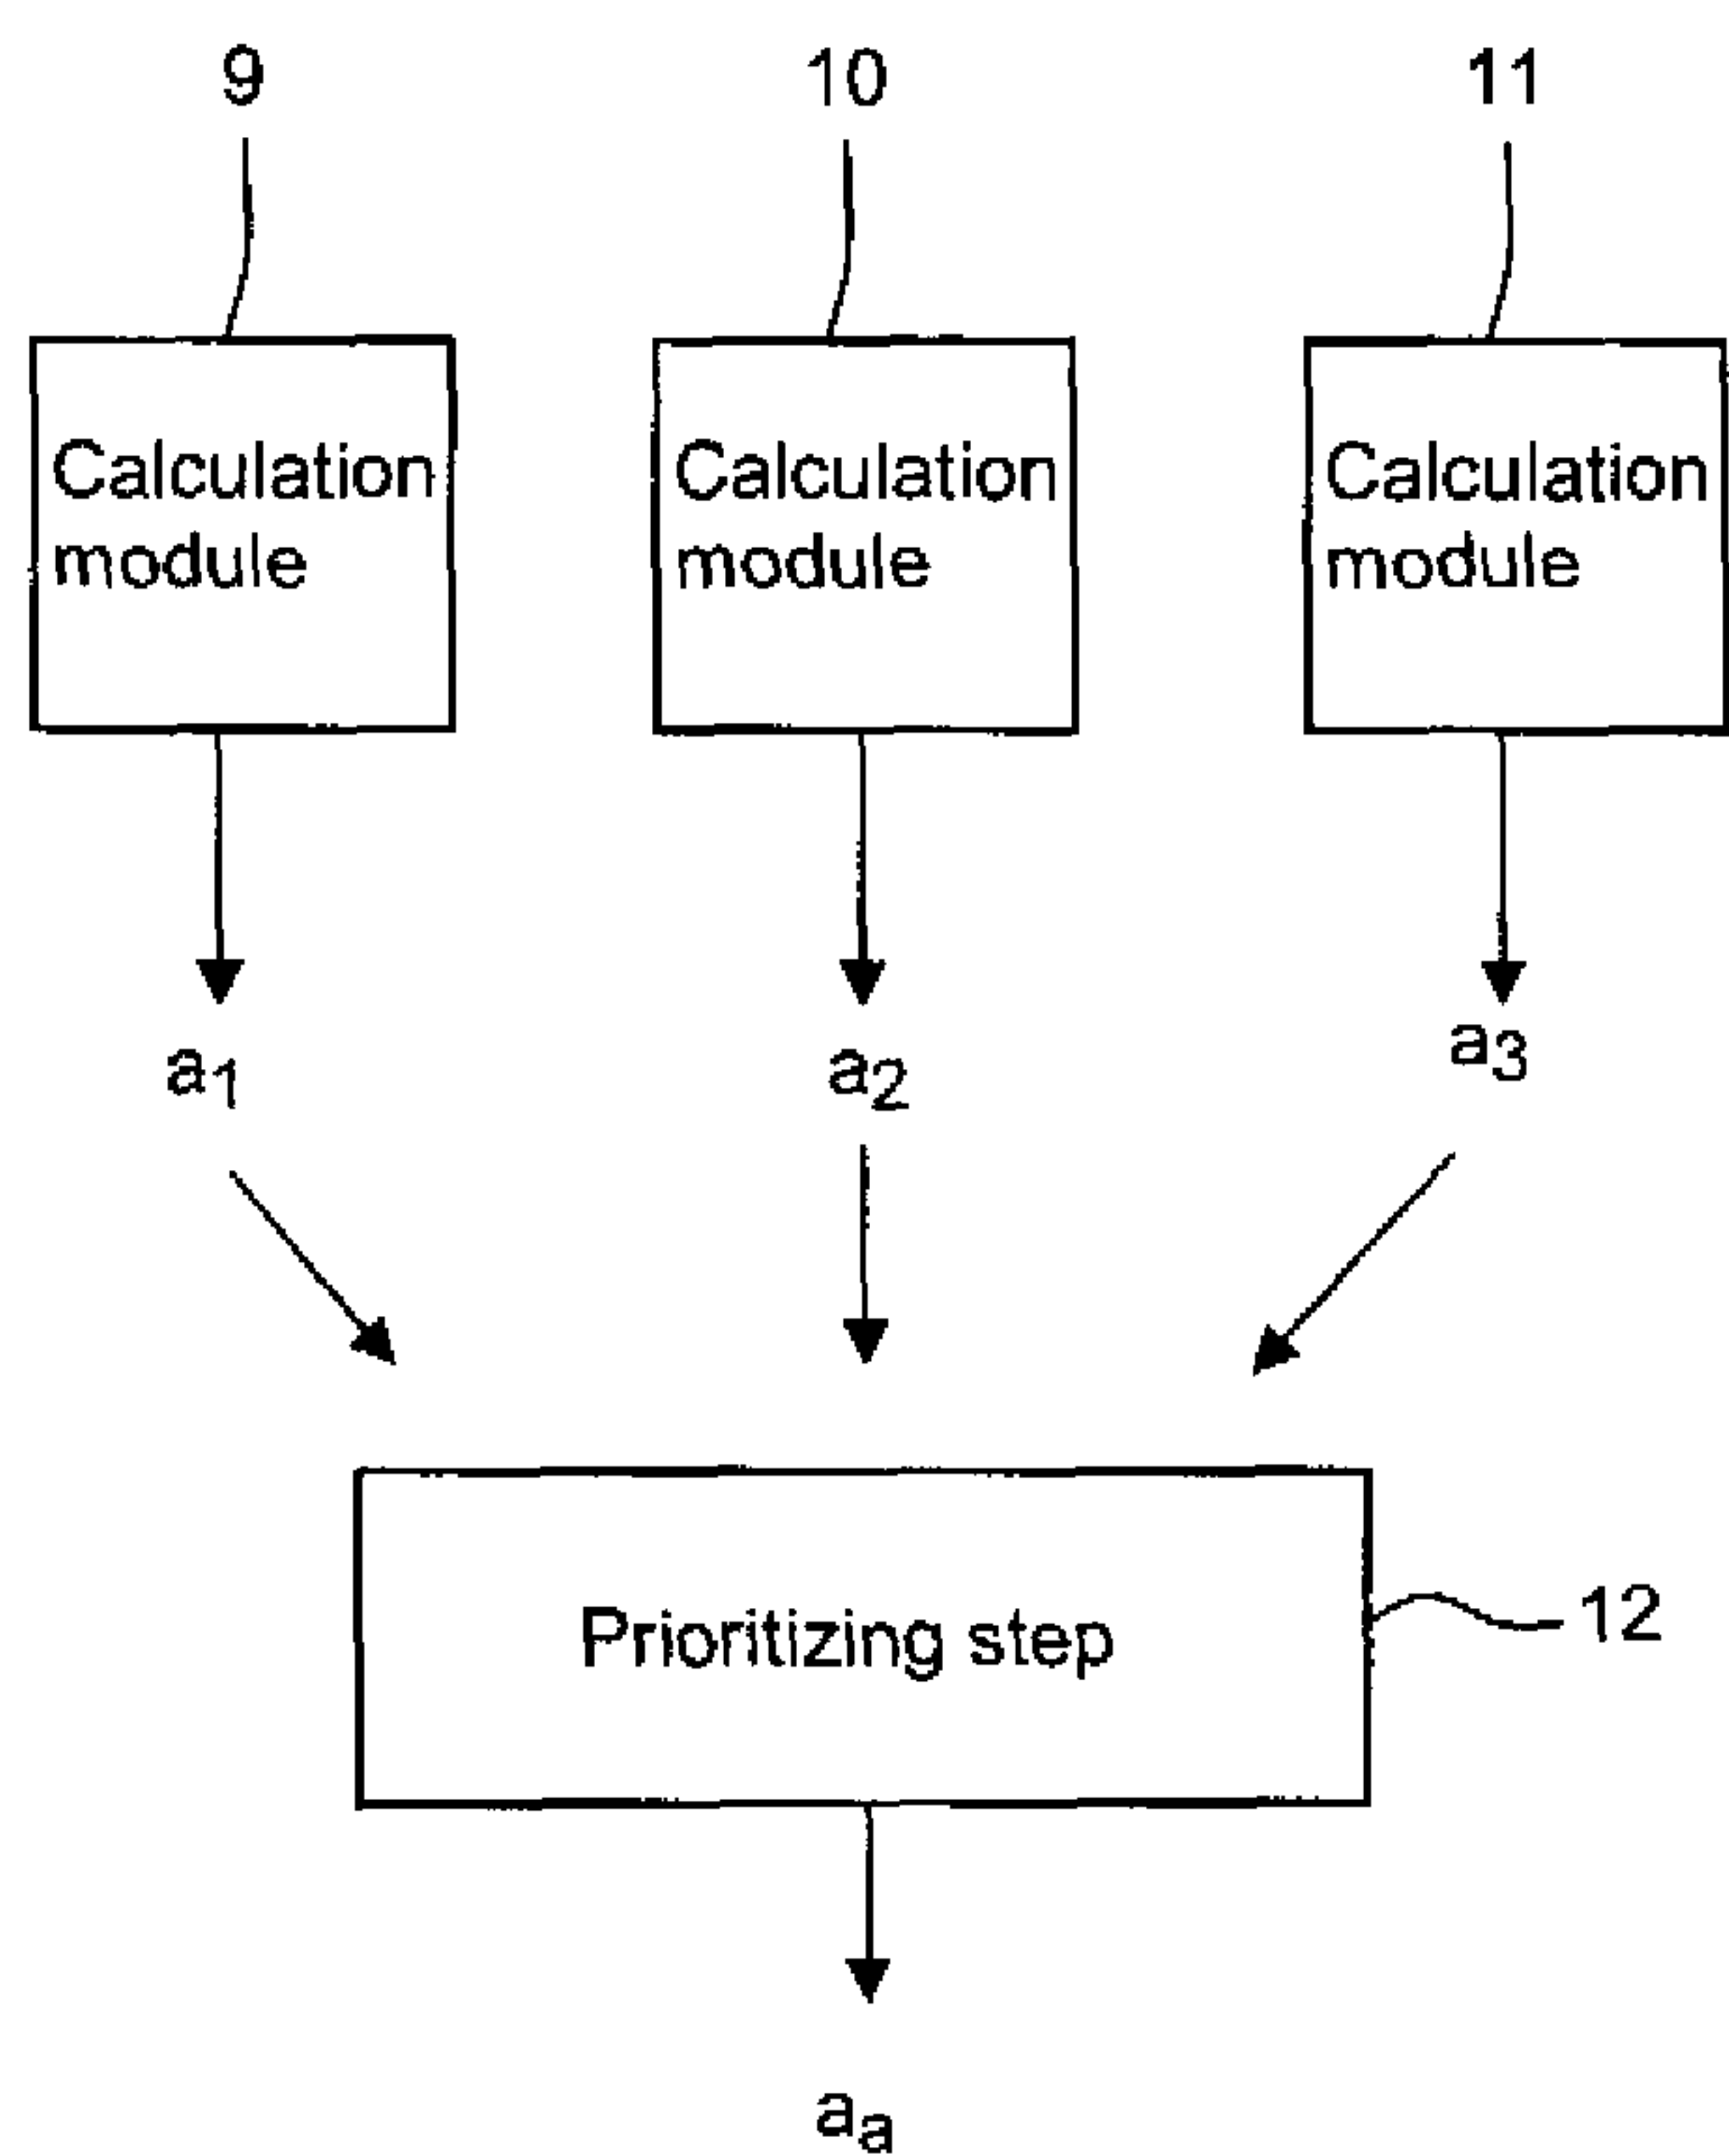 9 10 11
Calculation module
Calculation module
Calculation module
a₁ a₂ a₃
Prioritizing step
12
aₐ